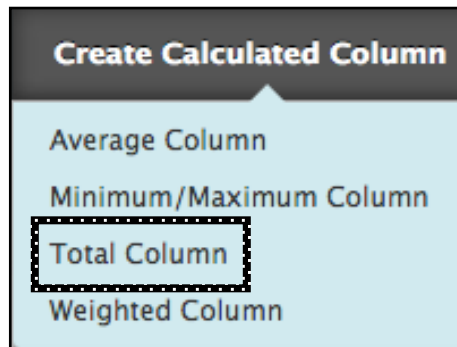 Create Calculated Column
Average Column
Minimum/Maximum Column
Total Column
Weighted Column